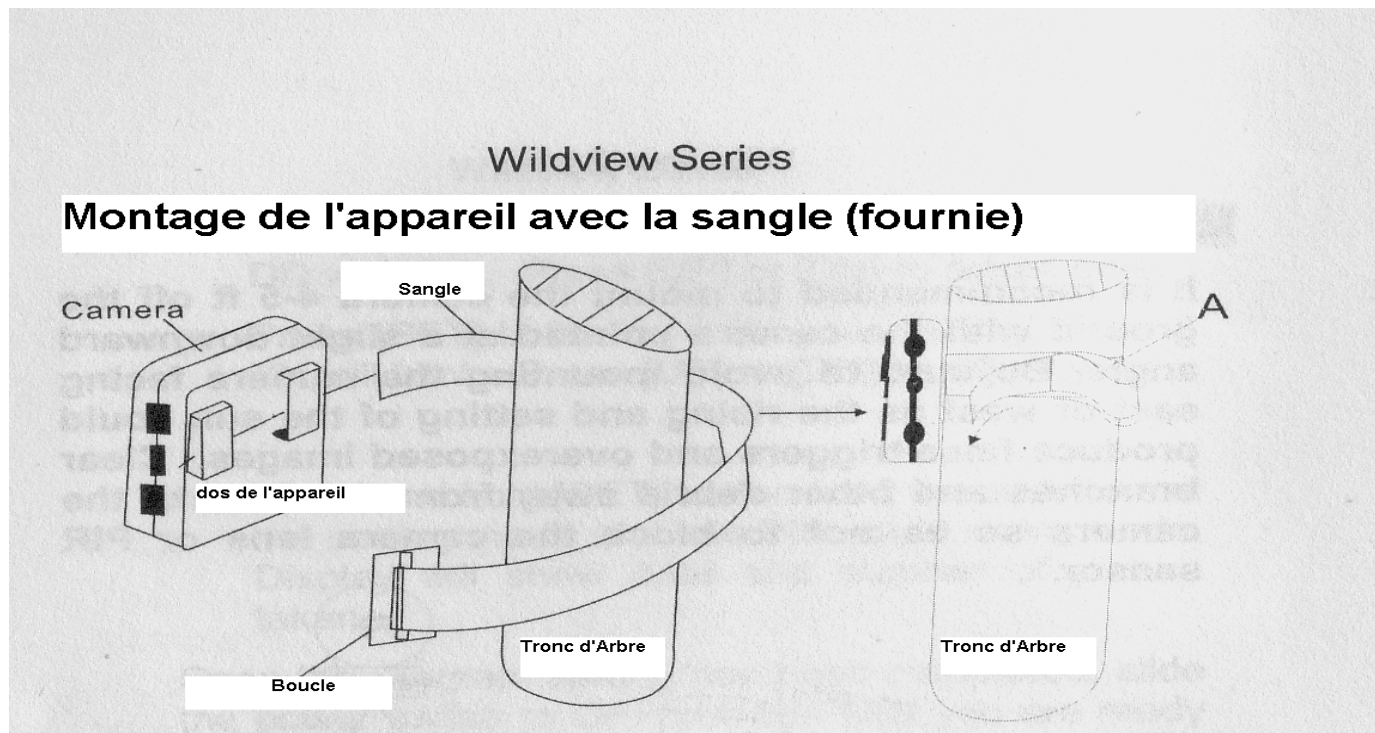 Wildview Series
Montage de l'appareil avec la sangle (fournie)
Sangle
Camera
A
dos de l'appareil
Tronc d'Arbre
Tronc d'Arbre
Boucle